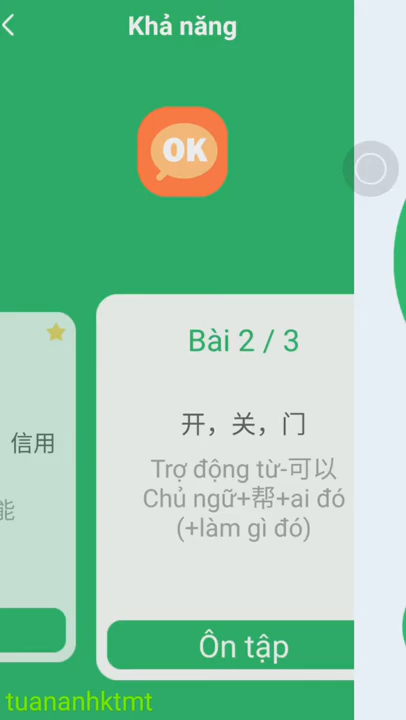 Khả năng
OK
Bài 2 / 3
开，关，门
信用
Trợ động từ-可以
Chủ ngữ+帮+ai đó
能
(+làm gì đó)
Ôn tập
tuananhktmt